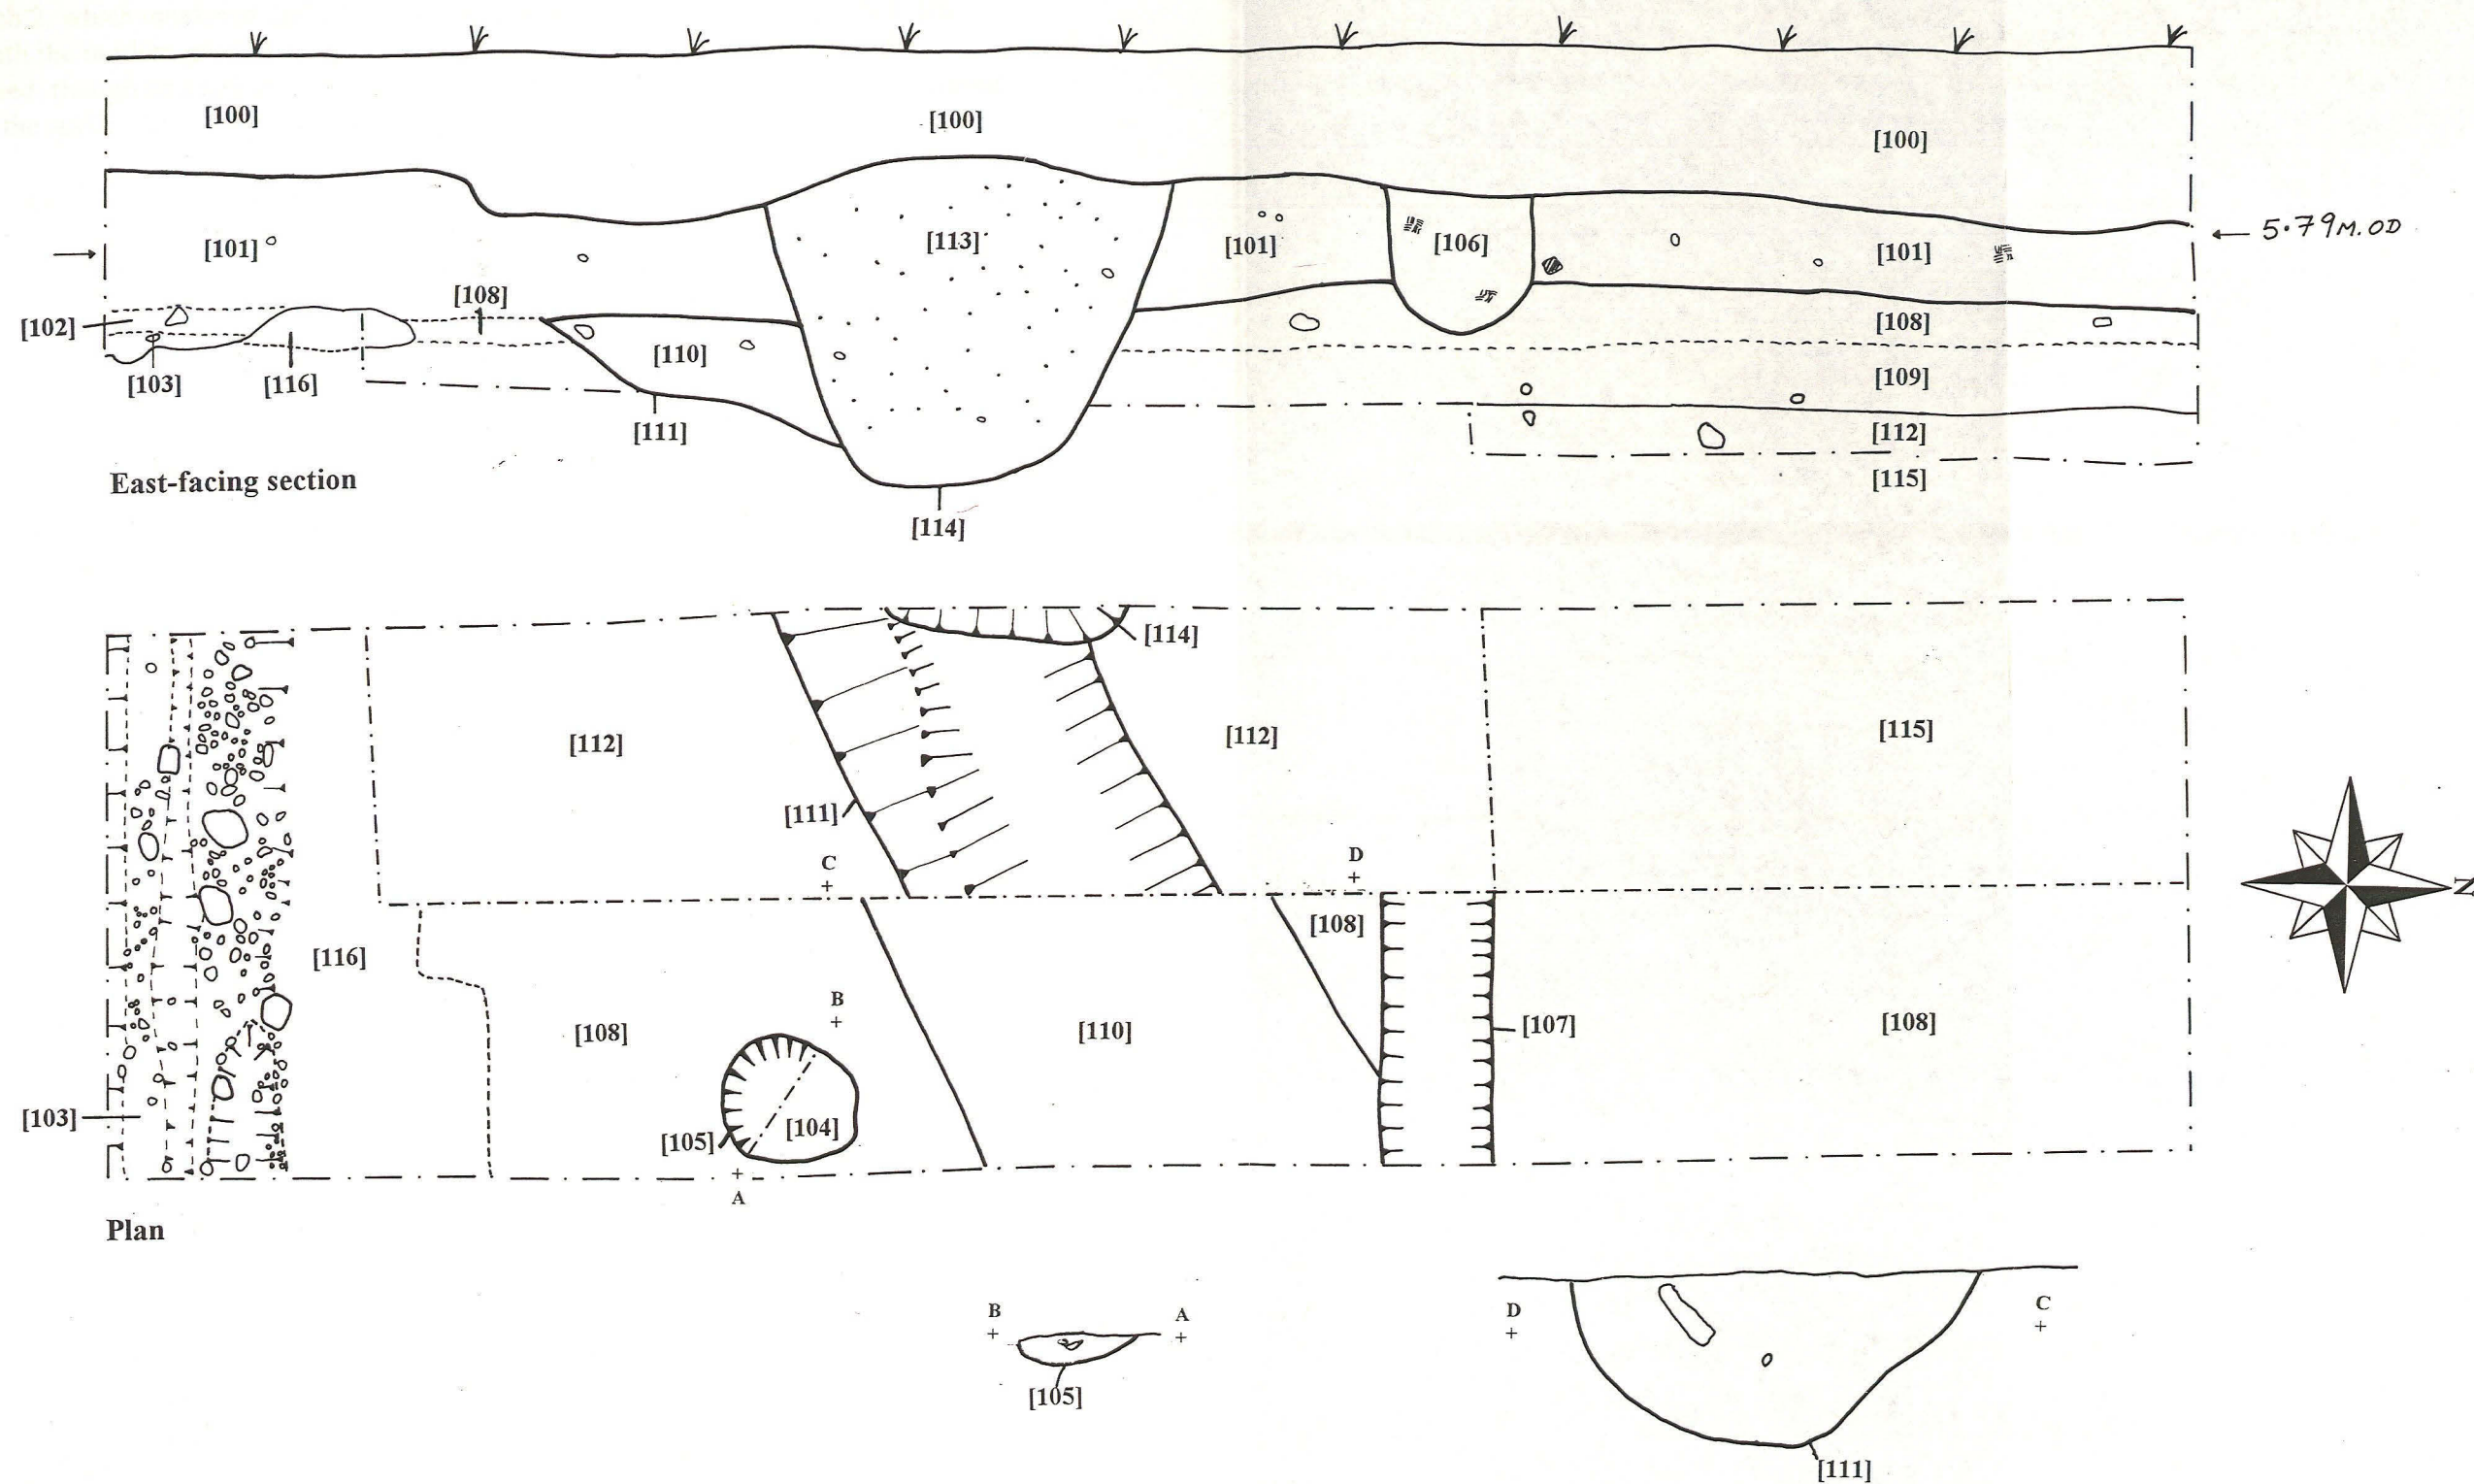 [100] [100] [100]
[101] [113] [101] [106] [101] 5.79M.OD
[108]
[102] [108]
[110]
[103] [116] [109]
[111] [112]
East-facing section [115]
[114]
[114]
[112] [112] [115]
[111]
C D
[108]
[116]
B
[108] [110] [107] [108]
[103] [105] [104]
A
N
Plan
B A D C
[105]
[111]